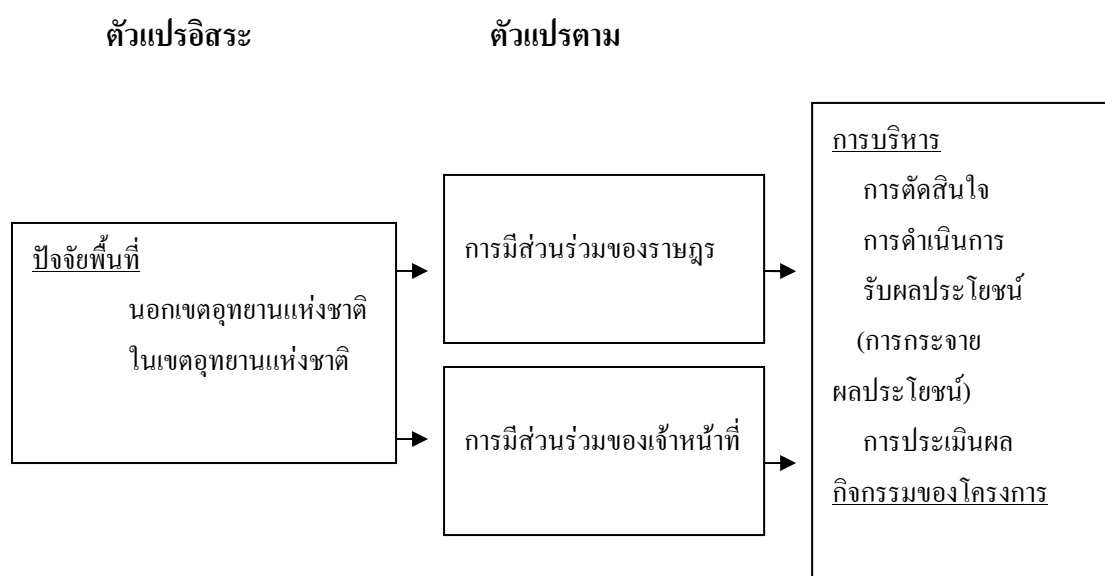 ตัวแปรอิสระ
ตัวแปรตาม
ปัจจัยพื้นที่
นอกเขตอุทยานแห่งชาติ
ในเขตอุทยานแห่งชาติ
การมีส่วนร่วมของราษฎร
การมีส่วนร่วมของเจ้าหน้าที่
การบริหาร
การตัดสินใจ
การดำเนินการ
รับผลประโยชน์
(การกระจาย
ผลประโยชน์)
การประเมินผล
กิจกรรมของโครงการ